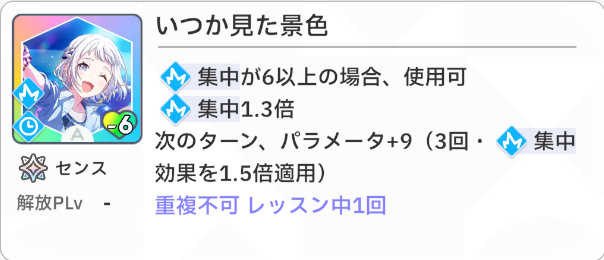 いつか見た景色
集中が6以上の場合、使用可
集中1.3倍
次のターン、パラメータ+9（3回・集中
効果を1.5倍適用）
重複不可 レッスン中1回
-6
A
センス
解放PLv -